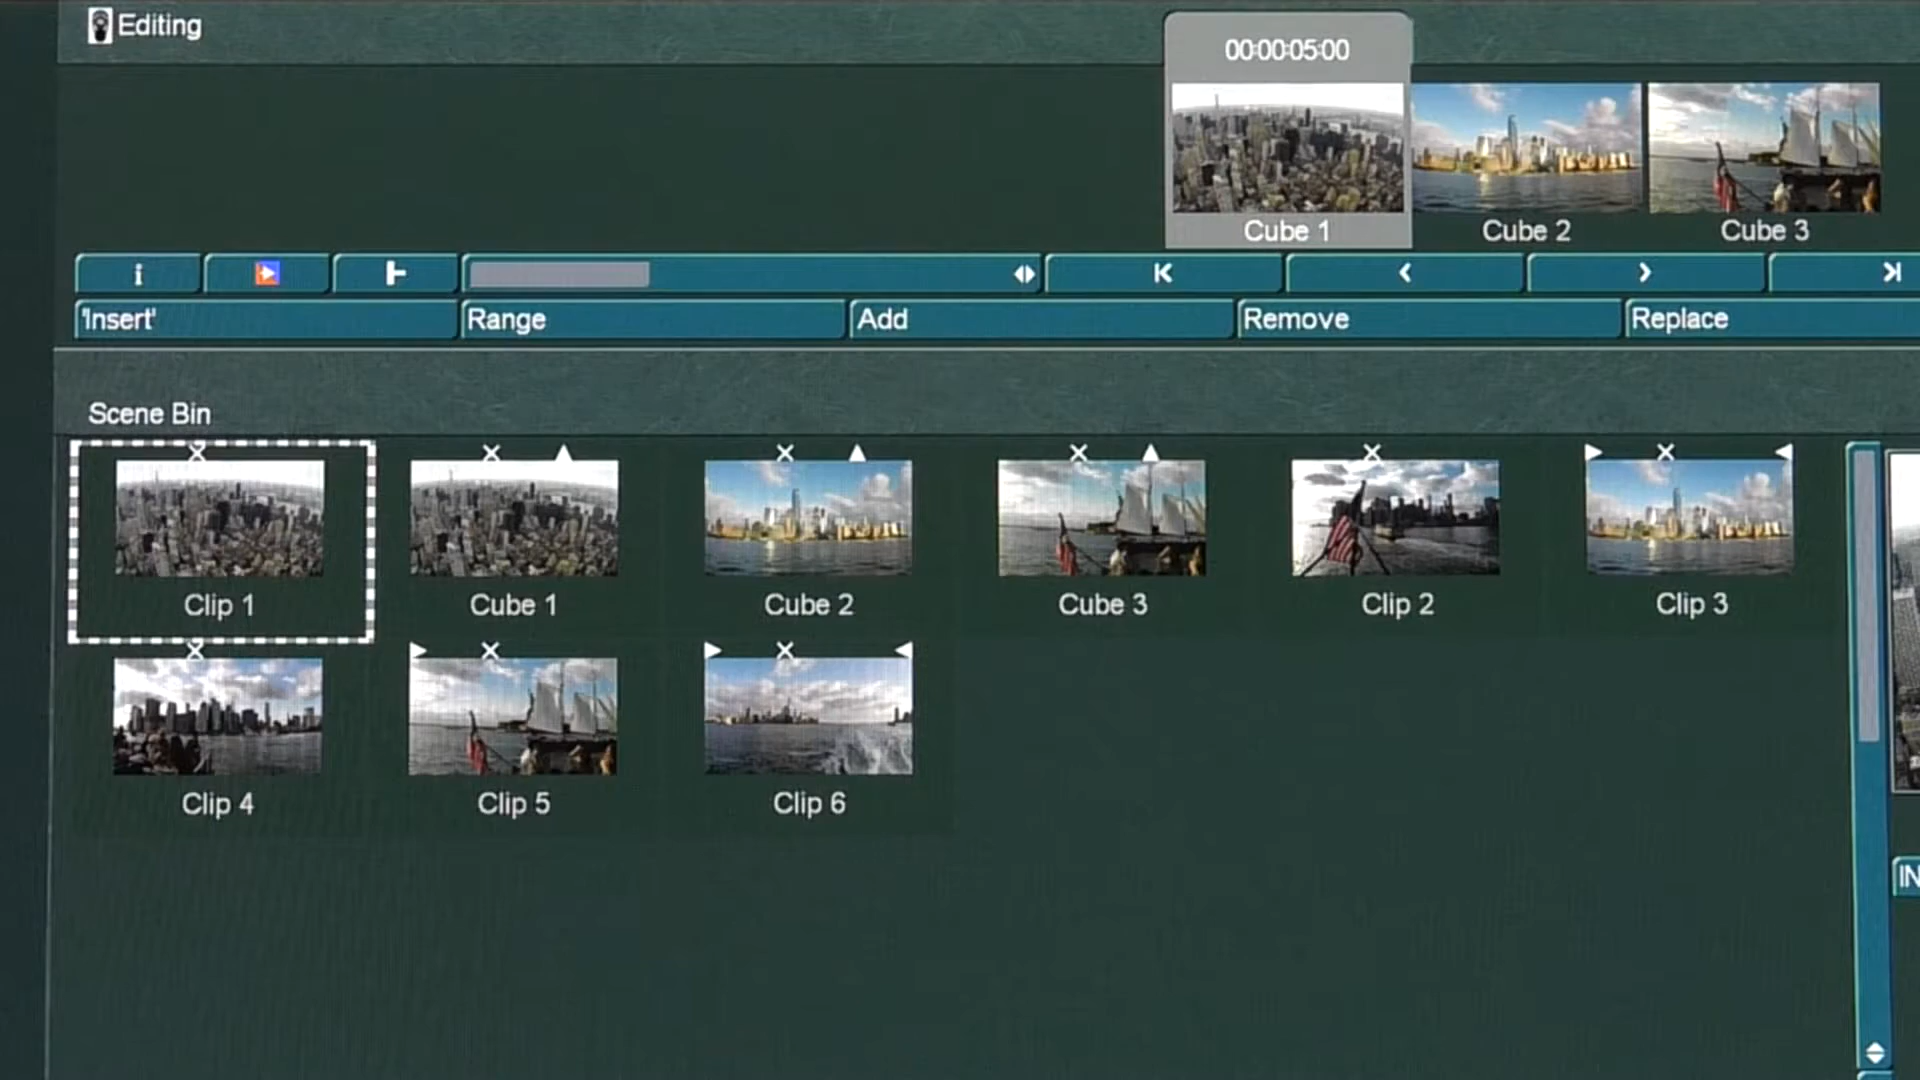 Editing
00:00:05:00
Cube 1
Cube 2
Cube 3
i
'Insert'
Range
Add
Remove
Replace
Scene Bin
Clip 1
Cube 1
Cube 2
Cube 3
Clip 2
Clip 3
IN
Clip 4
Clip 5
Clip 6